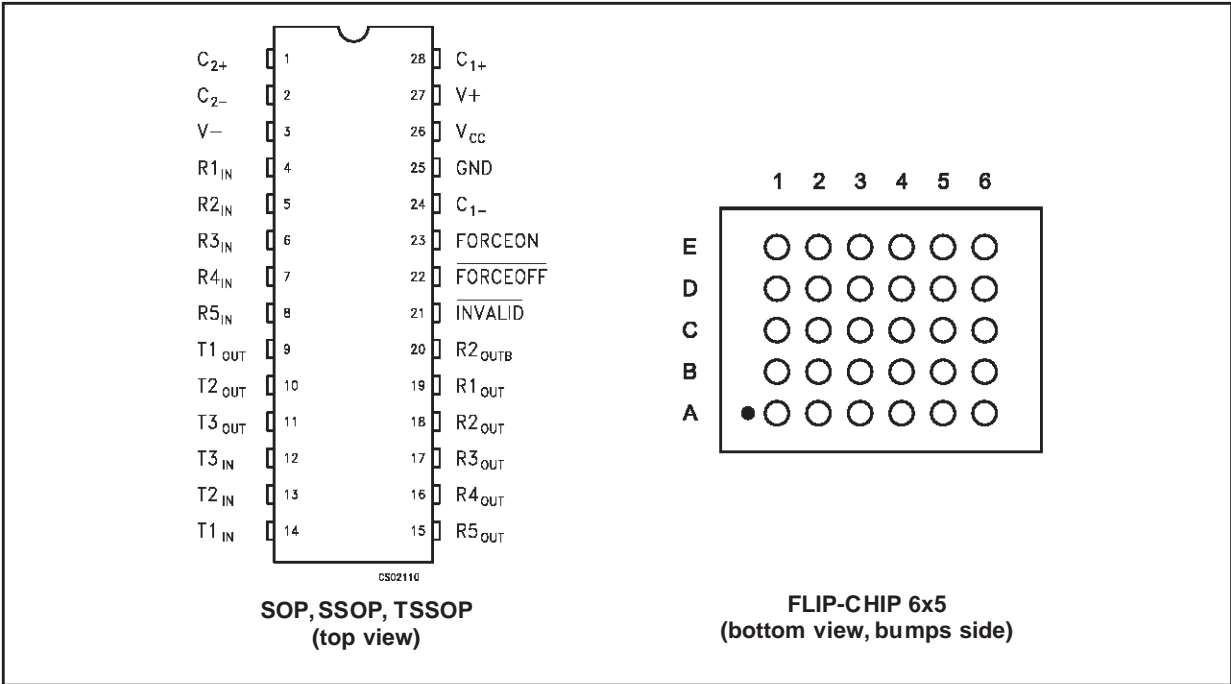 C2+ 1 28 C1+
C2- 2 27 V+
V- 3 26 VCC
R1IN 4 25 GND
R2IN 5 24 C1-
R3IN 6 23 FORCEON
R4IN 7 22 FORCEOFF
R5IN 8 21 INVALID
T1OUT 9 20 R2OUTB
T2OUT 10 19 R1OUT
T3OUT 11 18 R2OUT
T3IN 12 17 R3OUT
T2IN 13 16 R4OUT
T1IN 14 15 R5OUT
CS02110
SOP, SSOP, TSSOP
(top view)
1 2 3 4 5 6
E
D
C
B
A
FLIP-CHIP 6x5
(bottom view, bumps side)